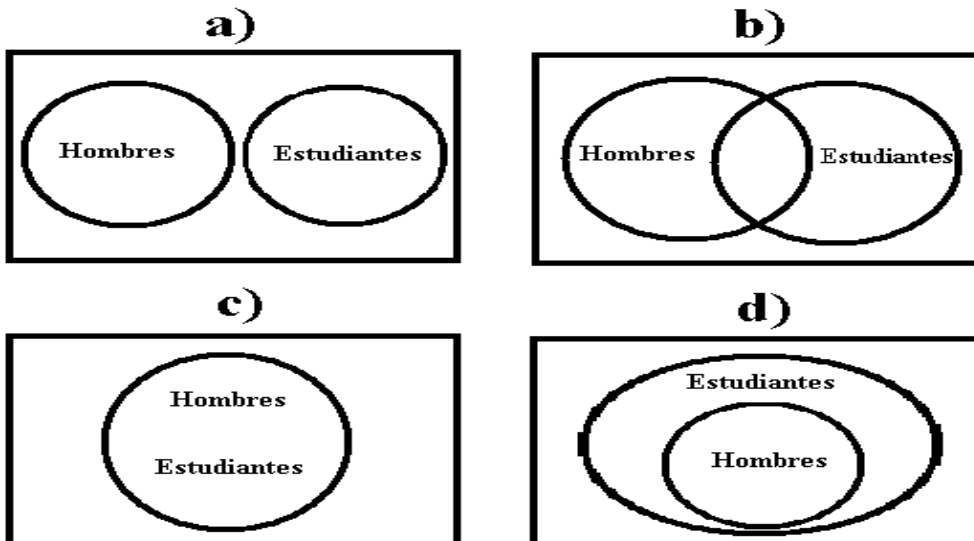 a)
Hombres
Estudiantes
b)
Hombres
Estudiantes
c)
Hombres
Estudiantes
d)
Estudiantes
Hombres